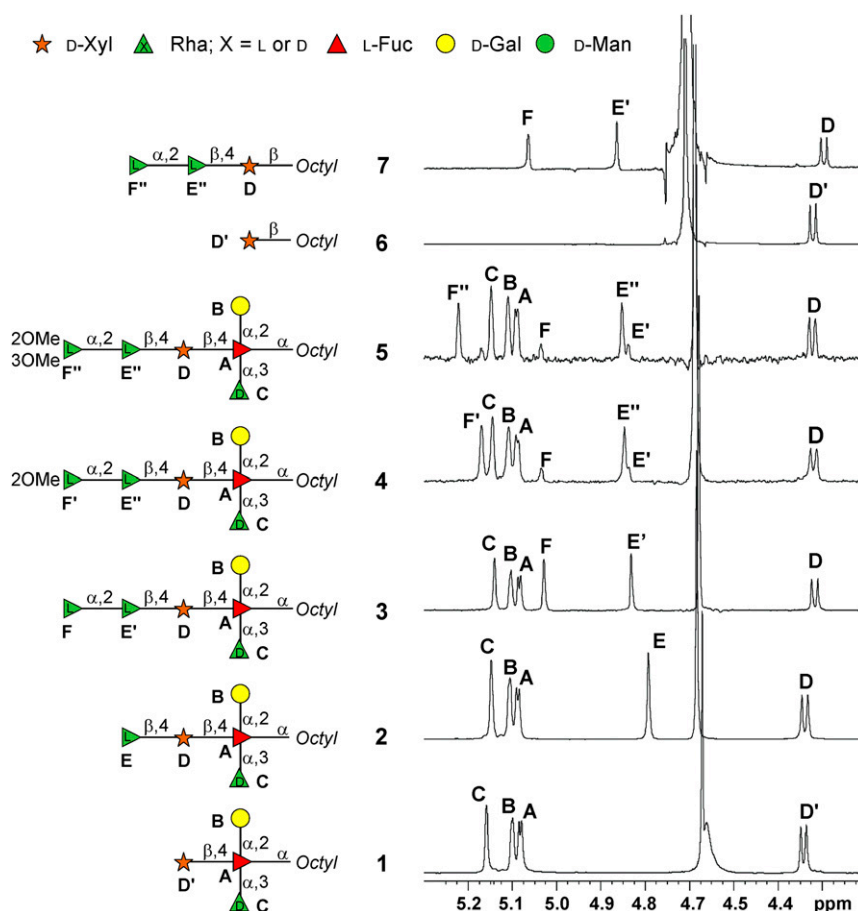 D-Xyl X Rha; X = L or D L-Fuc D-Gal D-Man
F E' D
L α,2 L β,4 β Octyl 7
F" E" D
D'
D' β Octyl 6
C B A E"
F" F E' D
B
2OMe α,2 β,4 β,4 α,2 α Octyl 5
3OMe L L
F" E" D A α,3
D C
C B A E"
F' F E' D
B
2OMe L α,2 L β,4 β,4 α,2 α Octyl 4
F' E" D A α,3
D C
C B A F E’ D
B
L α,2 L β,4 β,4 α,2 α Octyl 3
F E' D A α,3
D C
C B A E D
B
L β,4 β,4 α,2 α Octyl 2
E D A α,3
D C
C B A D'
B
β,4 α,2 α Octyl 1
D' A α,3
D C
5.2 5.1 5.0 4.9 4.8 4.7 4.5 4.4 ppm